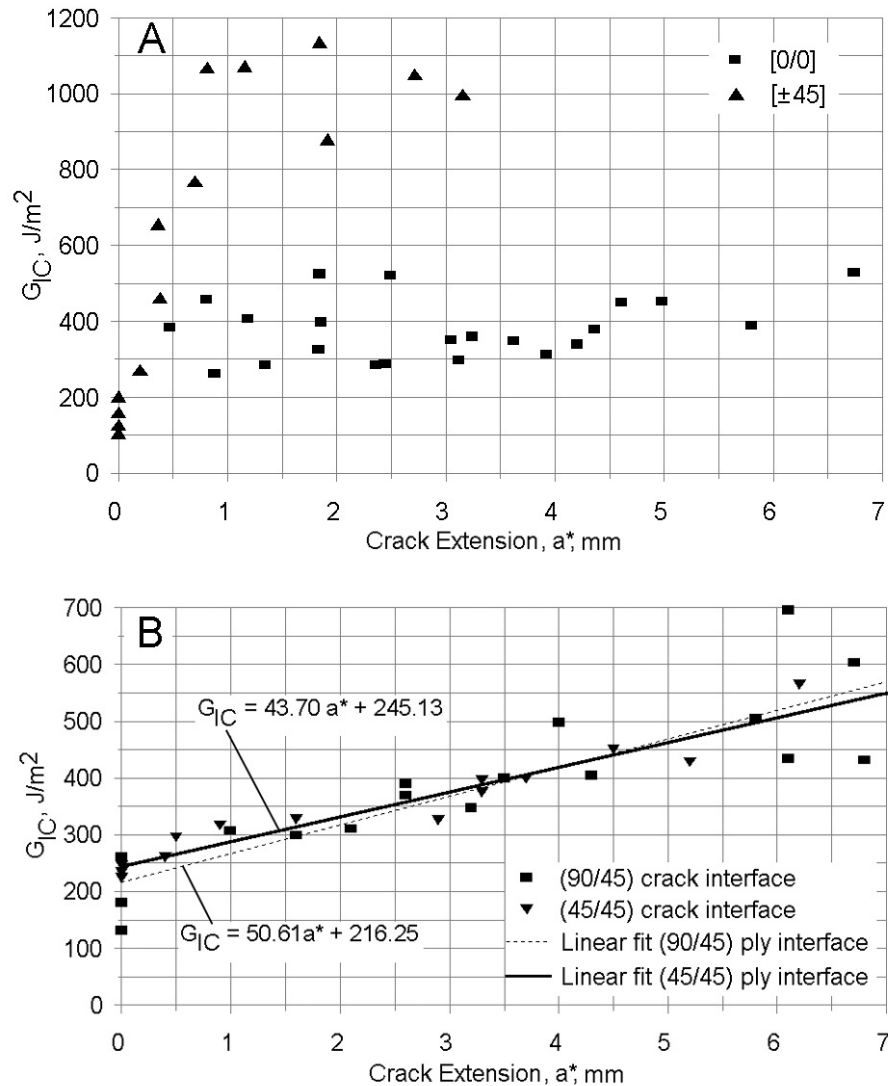 A
1200
1000
800
600
400
200
0
G_IC, J/m²
[0/0]
[±45]
0 1 2 3 4 5 6 7
Crack Extension, a*, mm
B
700
600
500
400
300
200
100
0
G_IC, J/m²
G_IC = 43.70 a* + 245.13
G_IC = 50.61a* + 216.25
(90/45) crack interface
(45/45) crack interface
Linear fit (90/45) ply interface
Linear fit (45/45) ply interface
0 1 2 3 4 5 6 7
Crack Extension, a*, mm